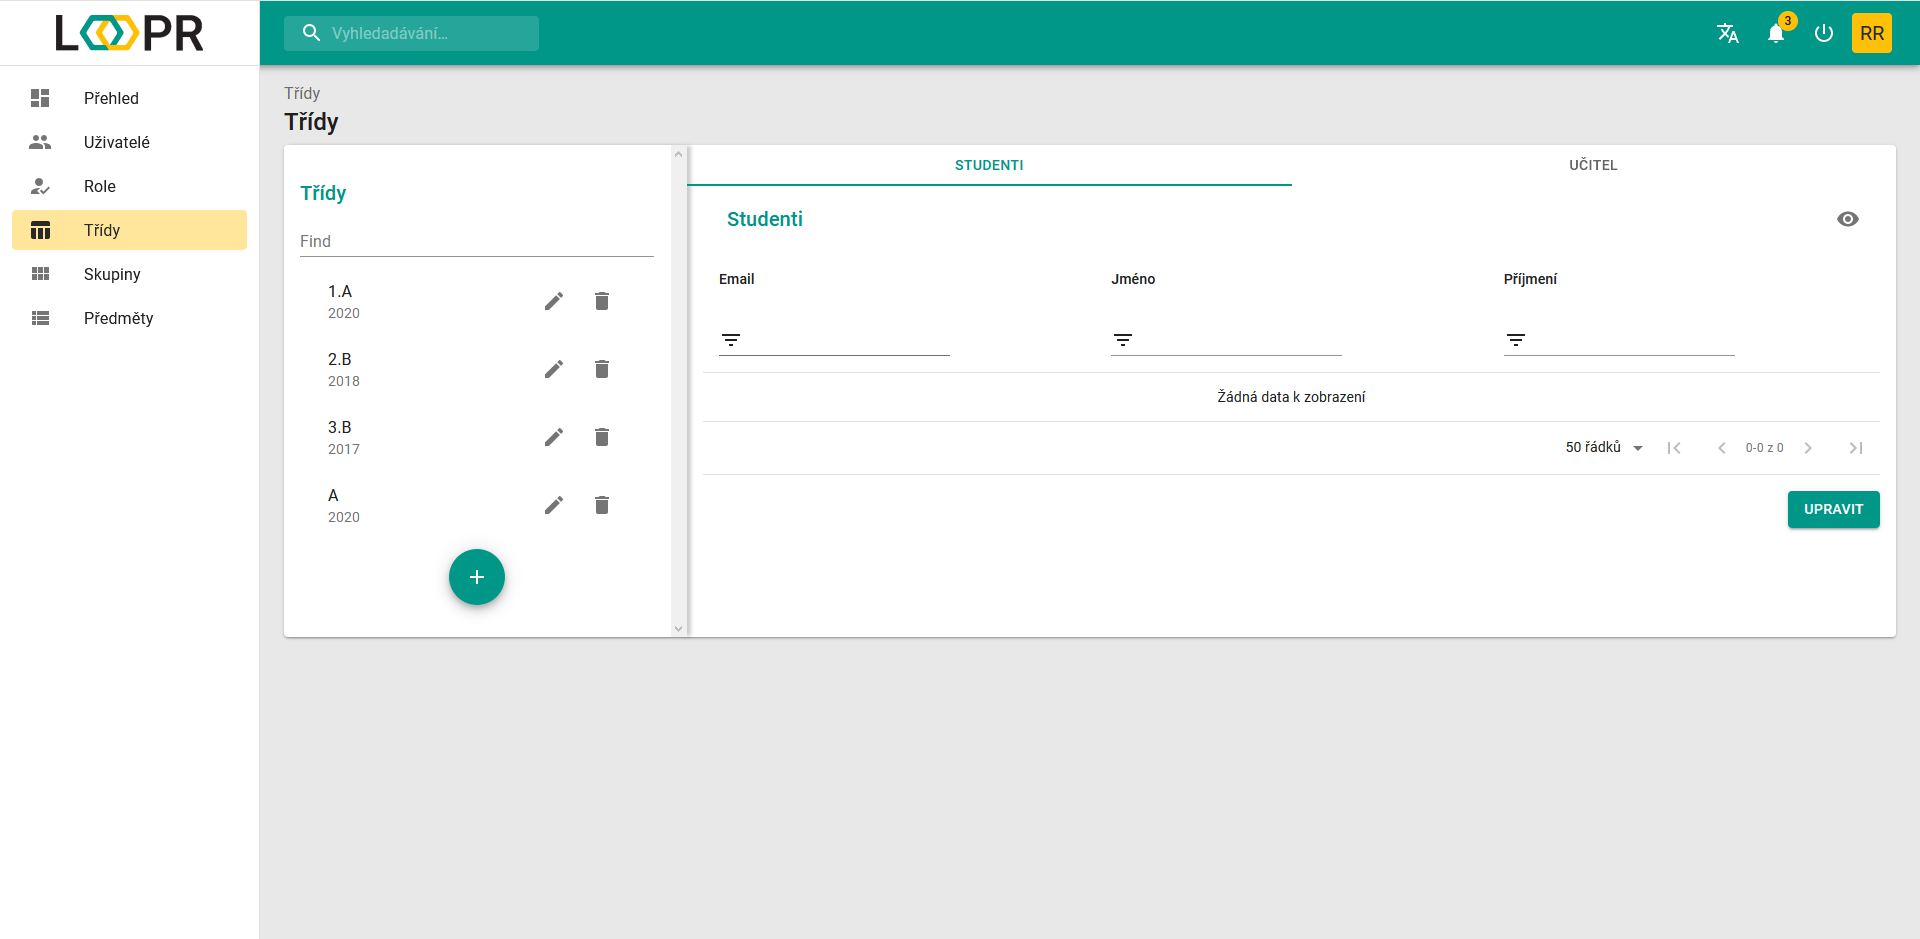 LOOPR
Vyhledadávání...
3
RR
Přehled
Uživatelé
Role
Třídy
Skupiny
Předměty
Třídy
Třídy
Třídy
Find
1.A
2020
2.B
2018
3.B
2017
A
2020
STUDENTI
UČITEL
Studenti
Email
Jméno
Příjmení
Žádná data k zobrazení
50 řádků
0-0 z 0
UPRAVIT